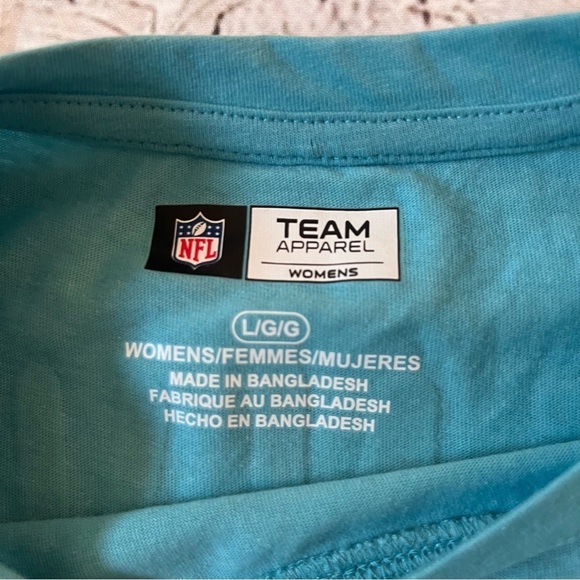 NFL
TEAM
APPAREL
WOMENS
L/G/G
WOMENS/FEMMES/MUJERES
MADE IN BANGLADESH
FABRIQUE AU BANGLADESH
HECHO EN BANGLADESH